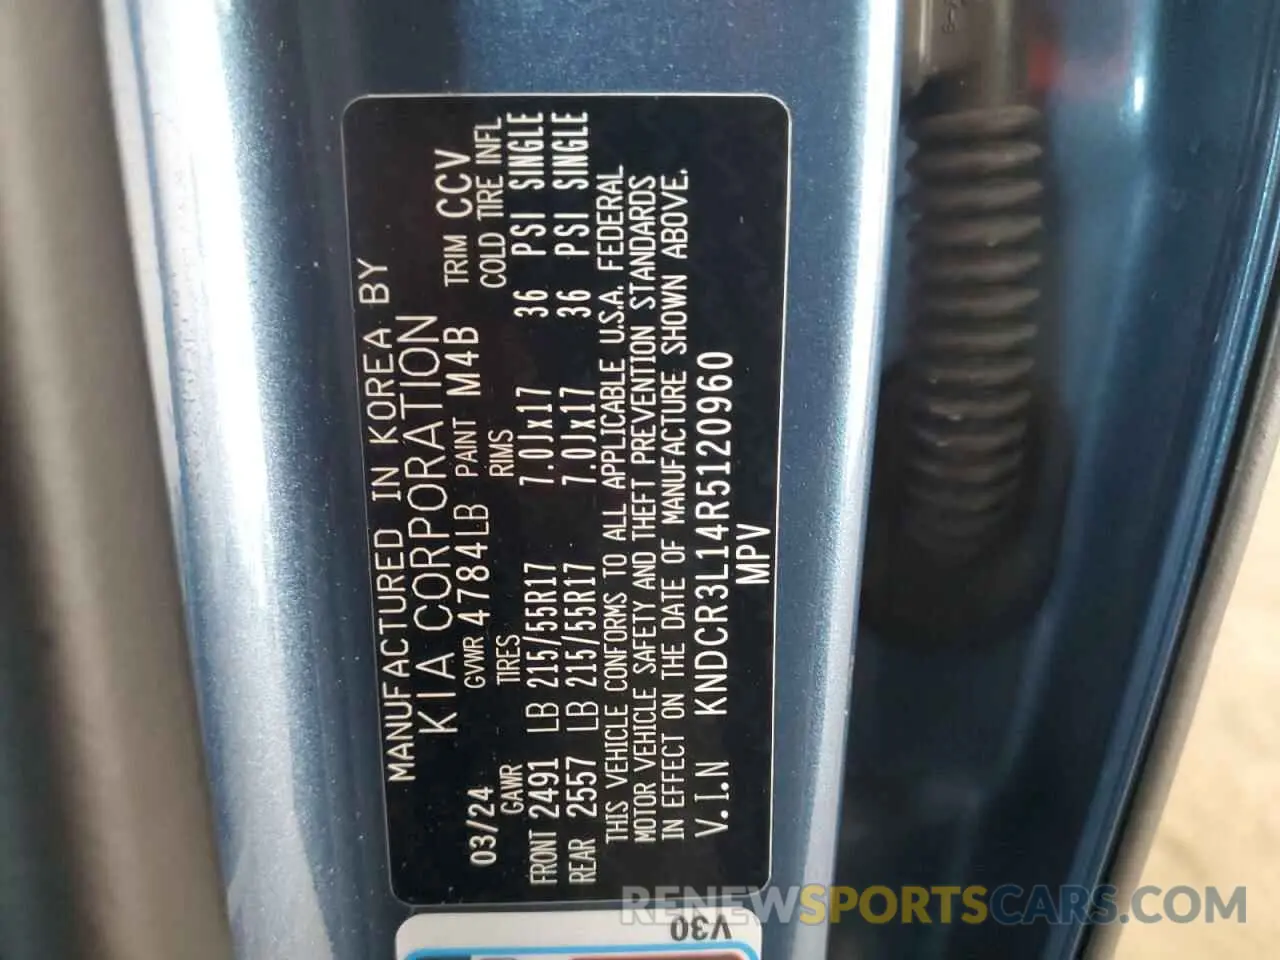 MANUFACTURED IN KOREA BY
KIA CORPORATION
03/24 GVWR 4784LB PAINT M4B TRIM CCV
GAWR TIRES RIMS COLD TIRE INFL
FRONT 2491 LB 215/55R17 7.0Jx17 36 PSI SINGLE
REAR 2557 LB 215/55R17 7.0Jx17 36 PSI SINGLE
THIS VEHICLE CONFORMS TO ALL APPLICABLE U.S.A. FEDERAL
MOTOR VEHICLE SAFETY AND THEFT PREVENTION STANDARDS
IN EFFECT ON THE DATE OF MANUFACTURE SHOWN ABOVE.
V.I.N KNDCR3L14R5120960
MPV
V30
RENEWSPORTSCARS.COM